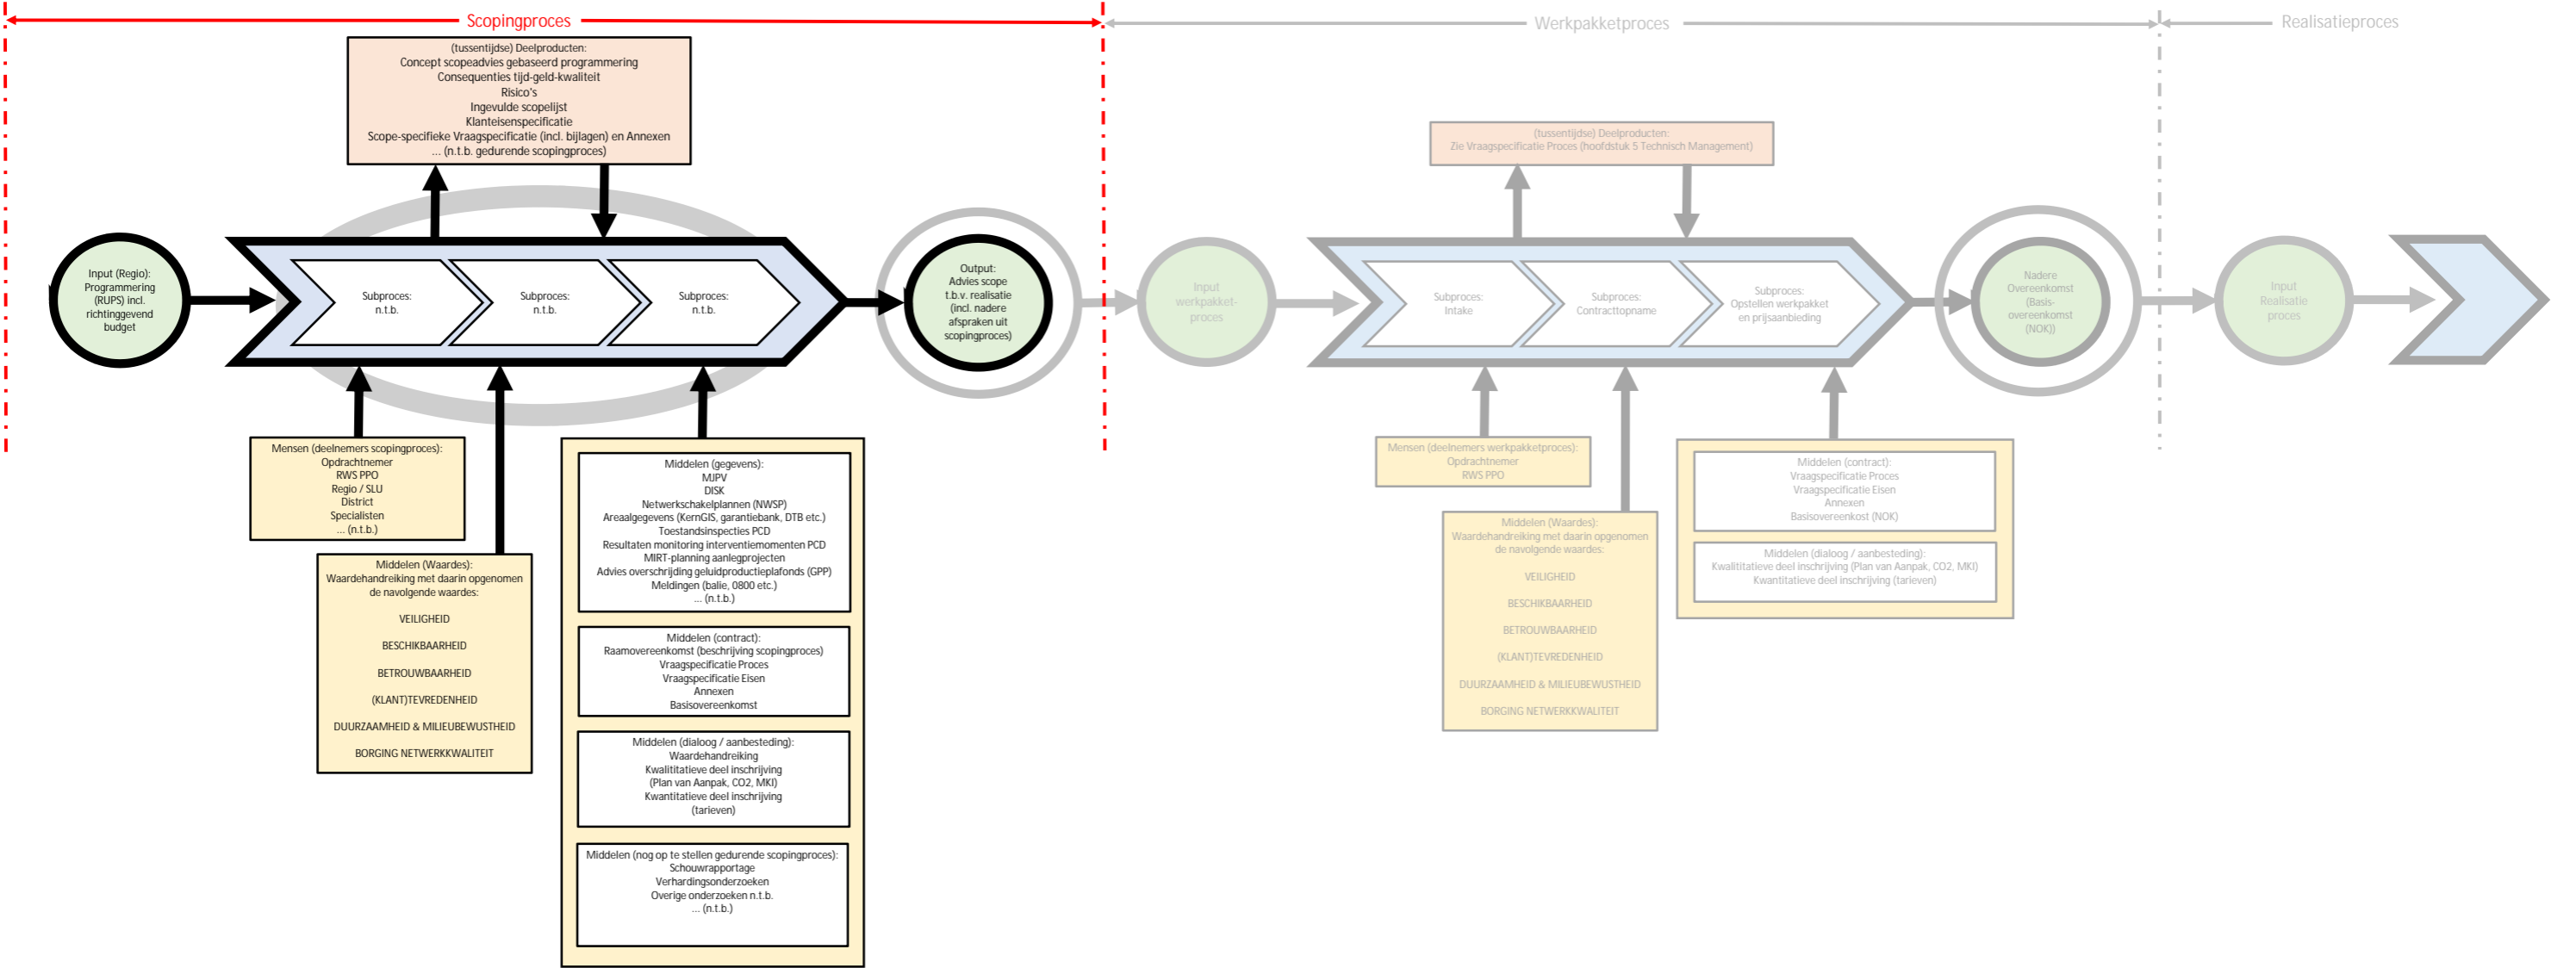 Scopingproces
Werkpakketproces
Realisatieproces
(tussentijdse) Deelproducten:
Concept scopeadvies gebaseerd programmering
Consequenties tijd-geld-kwaliteit
Risico's
Ingevulde scopelijst
Klanteisenspecificatie
Scope-specifieke Vraagspecificatie (incl. bijlagen) en Annexen
... (n.t.b. gedurende scopingproces)
Input (Regio):
Programmering
(RUPS) incl.
richtinggevend
budget
Subproces:
n.t.b.
Subproces:
n.t.b.
Subproces:
n.t.b.
Output:
Advies scope
t.b.v. realisatie
(incl. nadere
afspraken uit
scopingproces)
Mensen (deelnemers scopingproces):
Opdrachtnemer
RWS PPO
Regio / SLU
District
Specialisten
... (n.t.b.)
Middelen (Waardes):
Waardehandreiking met daarin opgenomen
de navolgende waardes:
VEILIGHEID
BESCHIKBAARHEID
BETROUWBAARHEID
(KLANT)TEVREDENHEID
DUURZAAMHEID & MILIEUBEWUSTHEID
BORGING NETWERKKWALITEIT
Middelen (gegevens):
MJPV
DISK
Netwerkschakelplannen (NWSP)
Areaalgegevens (KernGIS, garantiebank, DTB etc.)
Toestandsinspecties PCD
Resultaten monitoring interventiemomenten PCD
MIRT-planning aanlegprojecten
Advies overschrijding geluidproductieplafonds (GPP)
Meldingen (balie, 0800 etc.)
... (n.t.b.)
Middelen (contract):
Raamovereenkomst (beschrijving scopingproces)
Vraagspecificatie Proces
Vraagspecificatie Eisen
Annexen
Basisovereenkomst
Middelen (dialoog / aanbesteding):
Waardehandreiking
Kwalititatieve deel inschrijving
(Plan van Aanpak, CO2, MKI)
Kwantitatieve deel inschrijving
(tarieven)
Middelen (nog op te stellen gedurende scopingproces):
Schouwrapportage
Verhardingsonderzoeken
Overige onderzoeken n.t.b.
... (n.t.b.)
(tussentijdse) Deelproducten:
Zie Vraagspecificatie Proces (hoofdstuk 5 Technisch Management)
Input
werkpakket-
proces
Subproces:
Intake
Subproces:
Contracttopname
Subproces:
Opstellen werkpakket
en prijsaanbieding
Nadere
Overeenkomst
(Basis-
overeenkomst
(NOK))
Input
Realisatie
proces
Mensen (deelnemers werkpakketproces):
Opdrachtnemer
RWS PPO
Middelen (Waardes):
Waardehandreiking met daarin opgenomen
de navolgende waardes:
VEILIGHEID
BESCHIKBAARHEID
BETROUWBAARHEID
(KLANT)TEVREDENHEID
DUURZAAMHEID & MILIEUBEWUSTHEID
BORGING NETWERKKWALITEIT
Middelen (contract):
Vraagspecificatie Proces
Vraagspecificatie Eisen
Annexen
Basisovereenkost (NOK)
Middelen (dialoog / aanbesteding):
Kwalititatieve deel inschrijving (Plan van Aanpak, CO2, MKI)
Kwantitatieve deel inschrijving (tarieven)